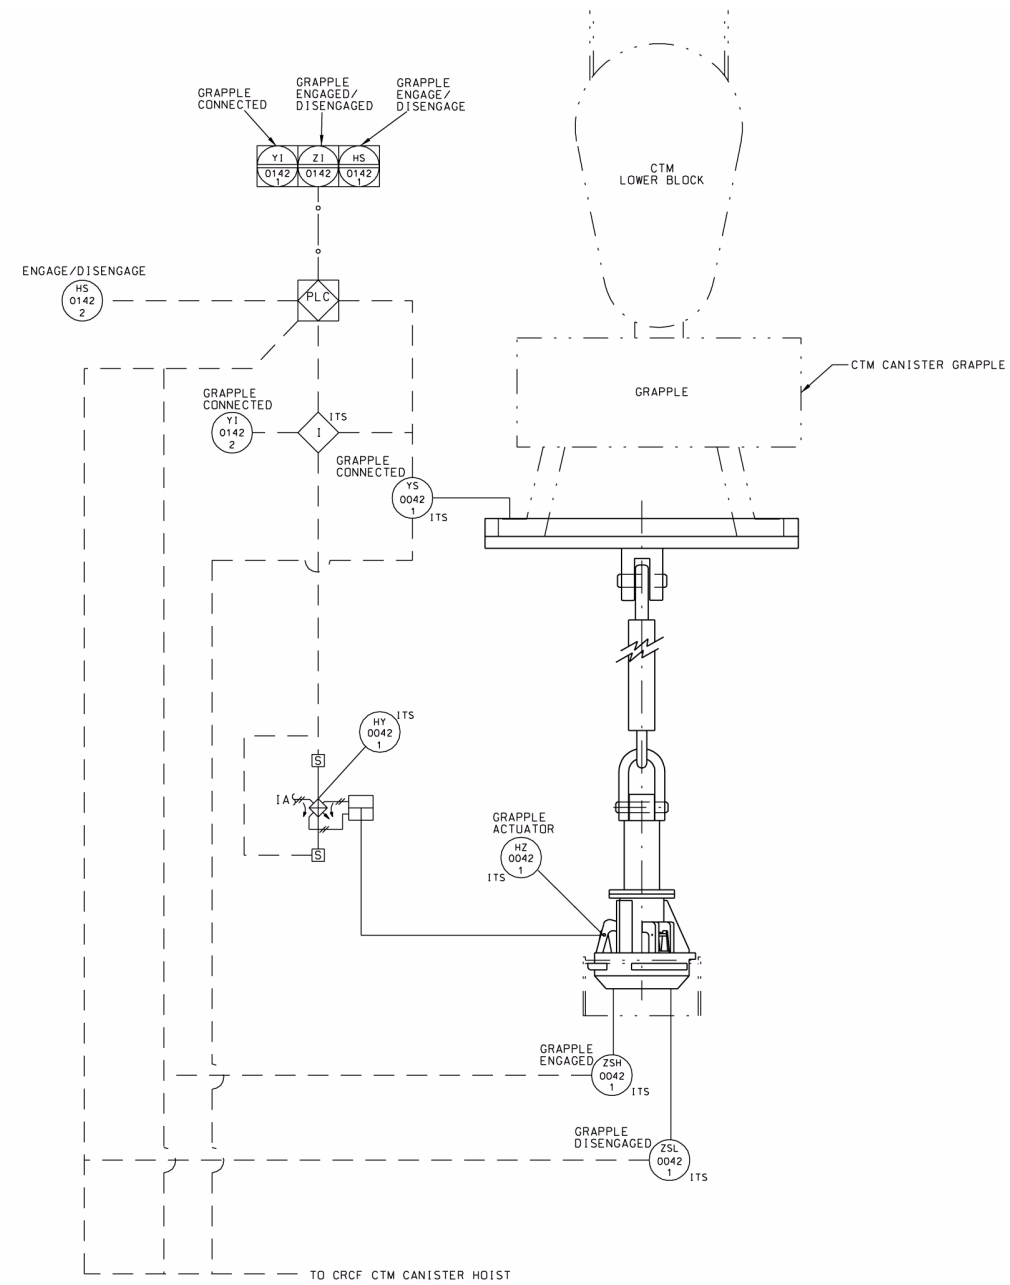 GRAPPLE
CONNECTED
GRAPPLE
ENGAGED/
DISENGAGED
GRAPPLE
ENGAGE/
DISENGAGE
YI
0142
1
ZI
0142
HS
0142
1
CTM
LOWER BLOCK
ENGAGE/DISENGAGE
HS
0142
2
PLC
CTM CANISTER GRAPPLE
GRAPPLE
GRAPPLE
CONNECTED
YI
0142
2
I
ITS
GRAPPLE
CONNECTED
YS
0042
1
ITS
HY
0042
1
ITS
S
IA
S
GRAPPLE
ACTUATOR
HZ
0042
1
ITS
GRAPPLE
ENGAGED
ZSH
0042
1
ITS
GRAPPLE
DISENGAGED
ZSL
0042
1
ITS
TO CRCF CTM CANISTER HOIST